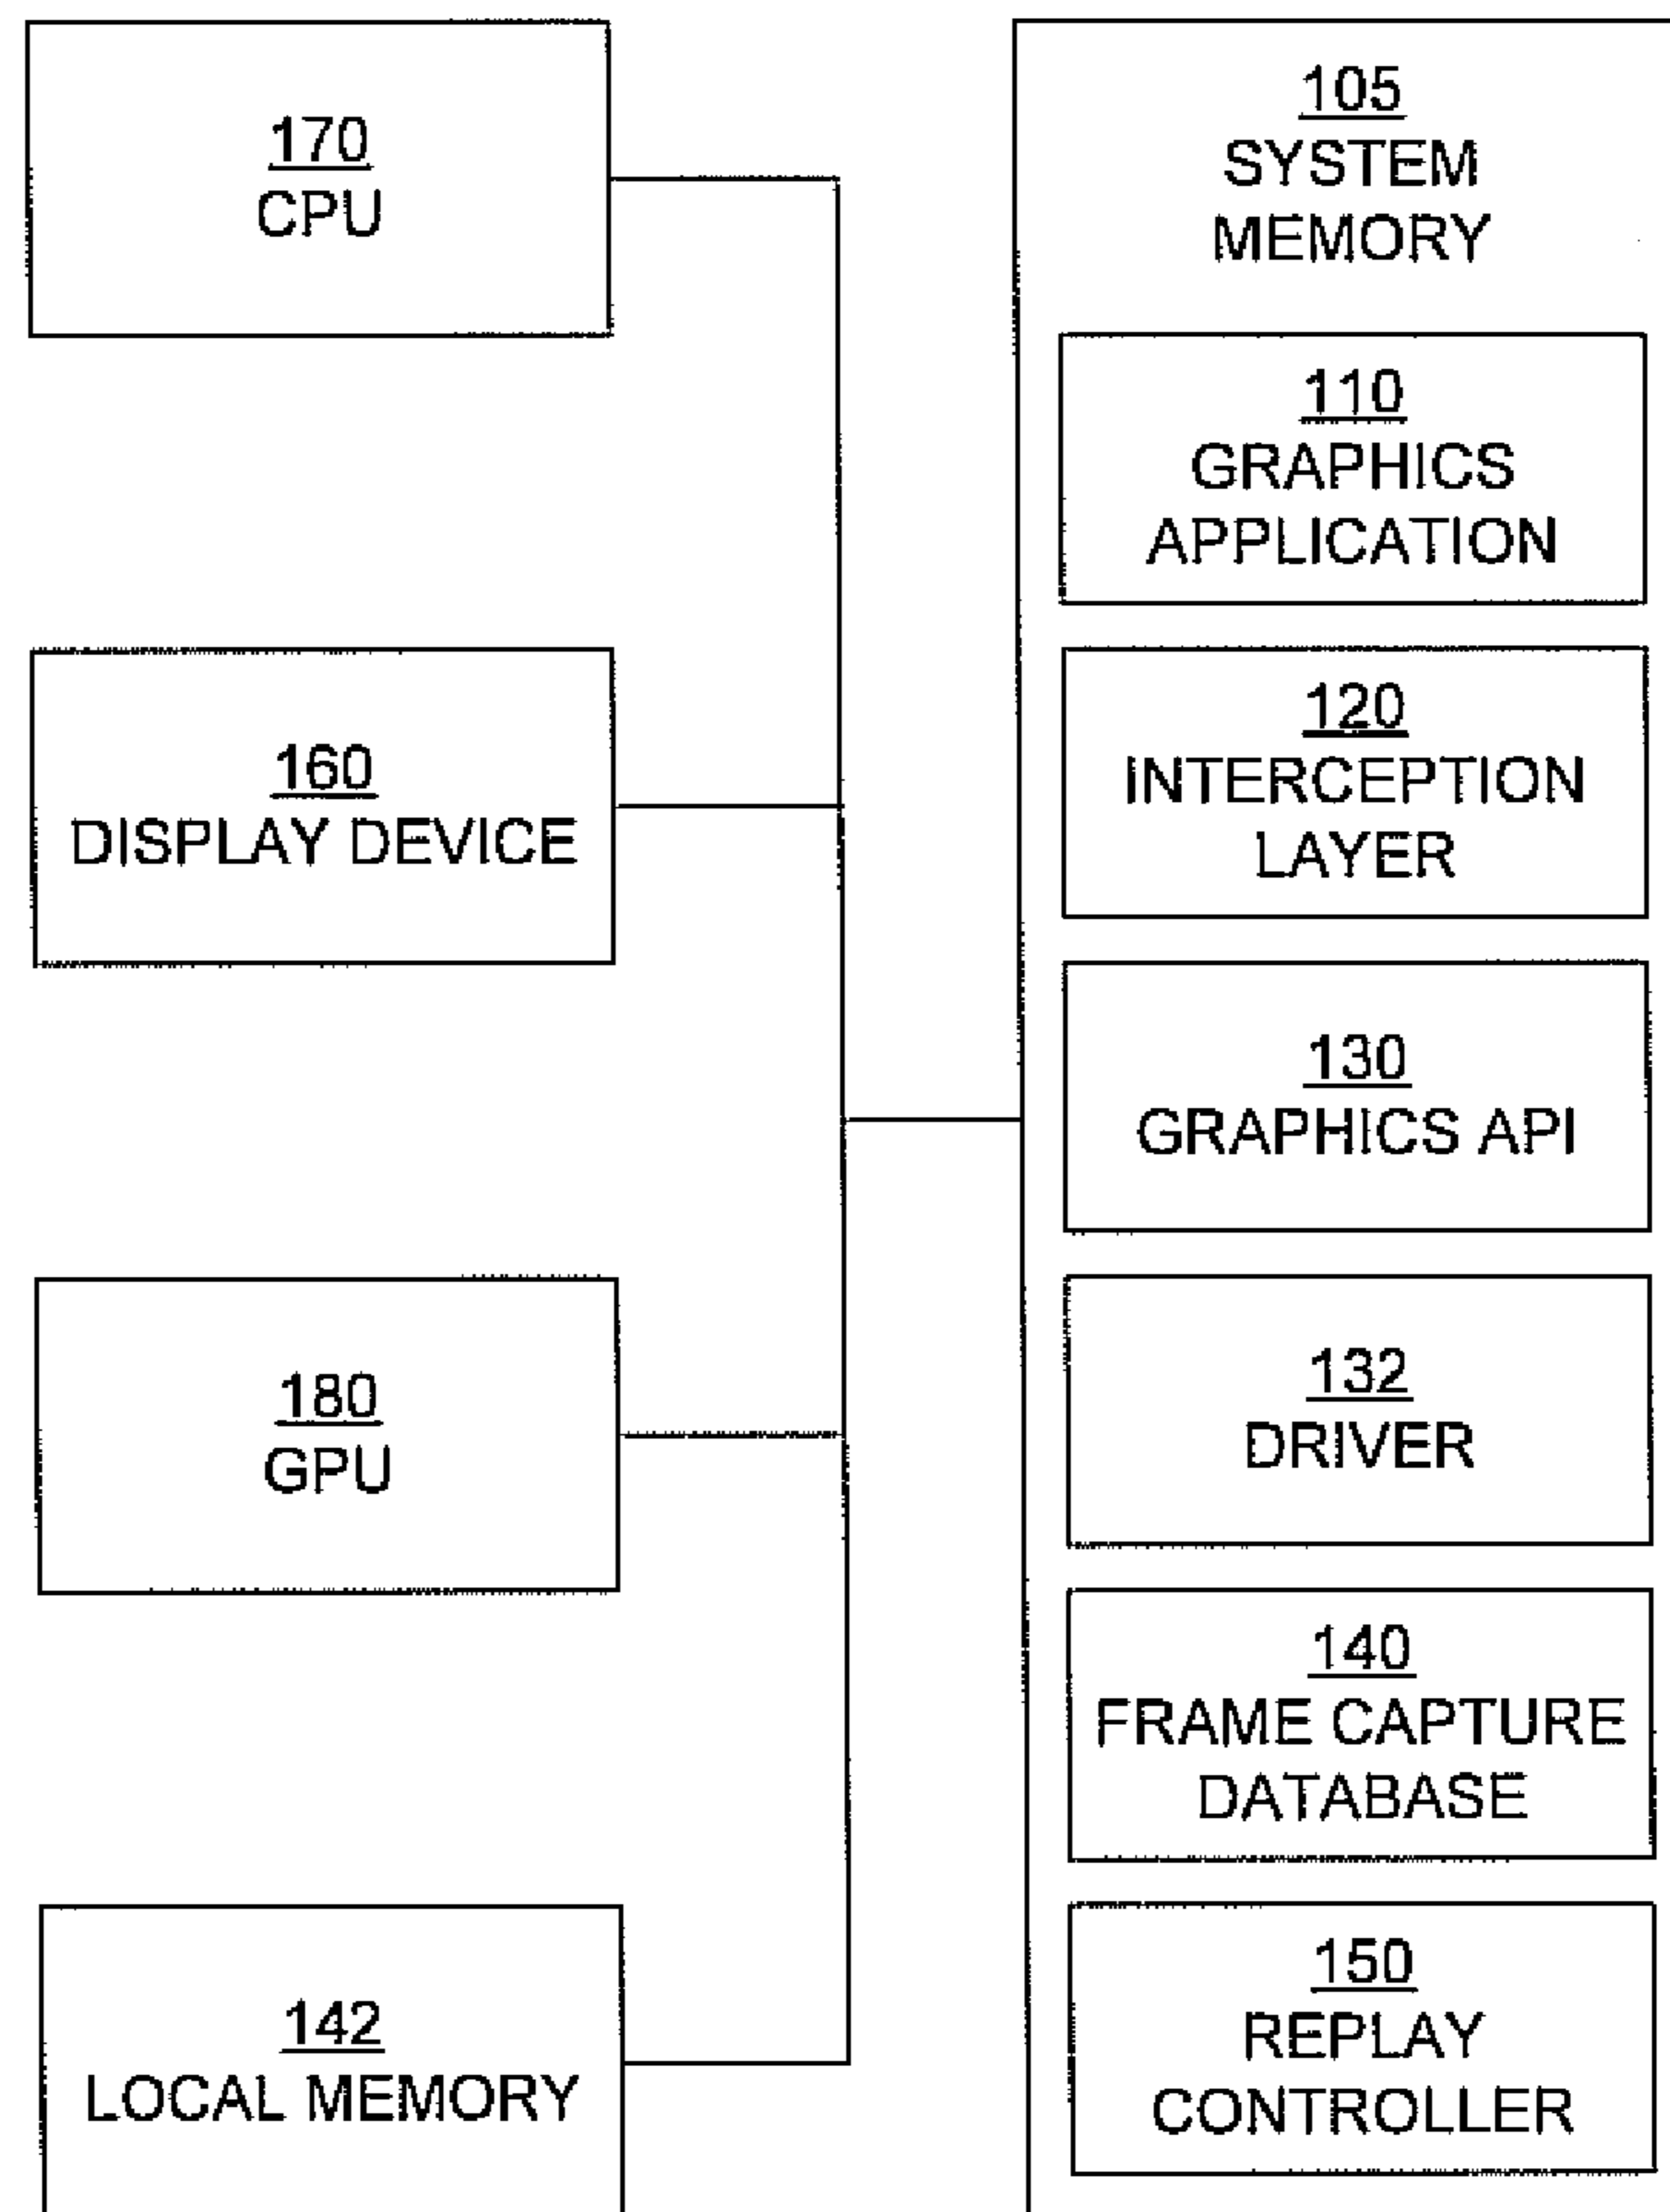 170
CPU
160
DISPLAY DEVICE
180
GPU
142
LOCAL MEMORY
105
SYSTEM
MEMORY
110
GRAPHICS
APPLICATION
120
INTERCEPTION
LAYER
130
GRAPHICS API
132
DRIVER
140
FRAME CAPTURE
DATABASE
150
REPLAY
CONTROLLER